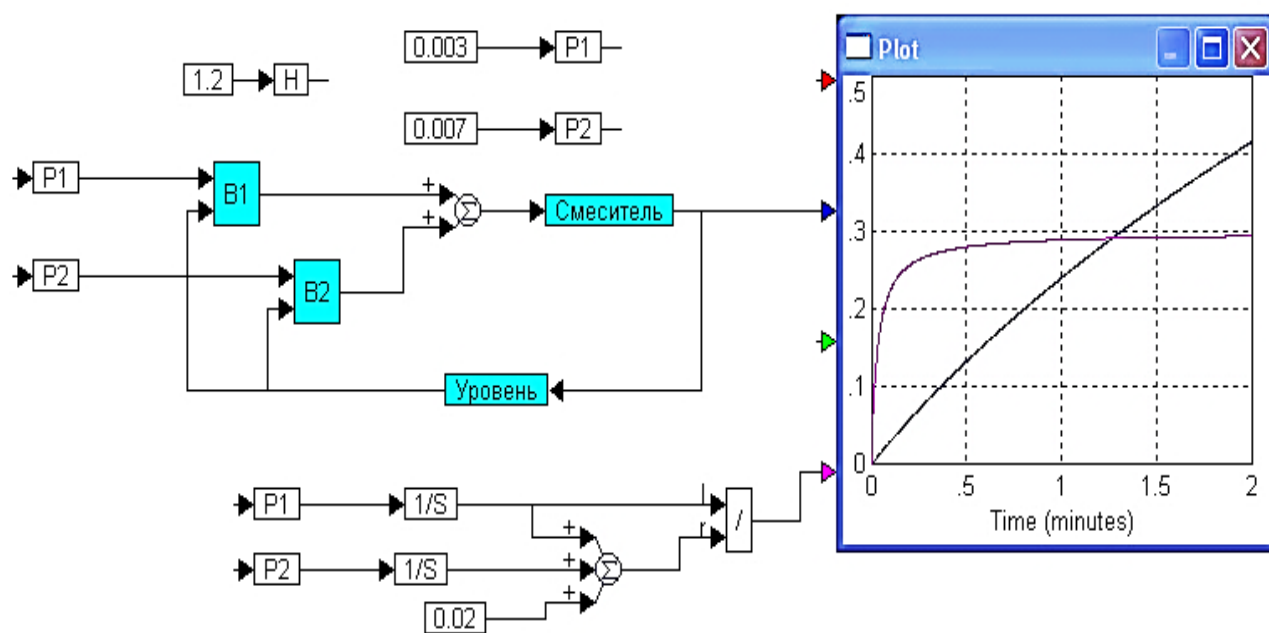 0.003
P1
1.2
H
0.007
P2
P1
B1
+
+
Σ
Смеситель
P2
B2
Уровень
P1
1/S
l
r
/
P2
1/S
+
+
+
Σ
0.02
Plot
.5
.4
.3
.2
.1
0
0 .5 1 1.5 2
Time (minutes)